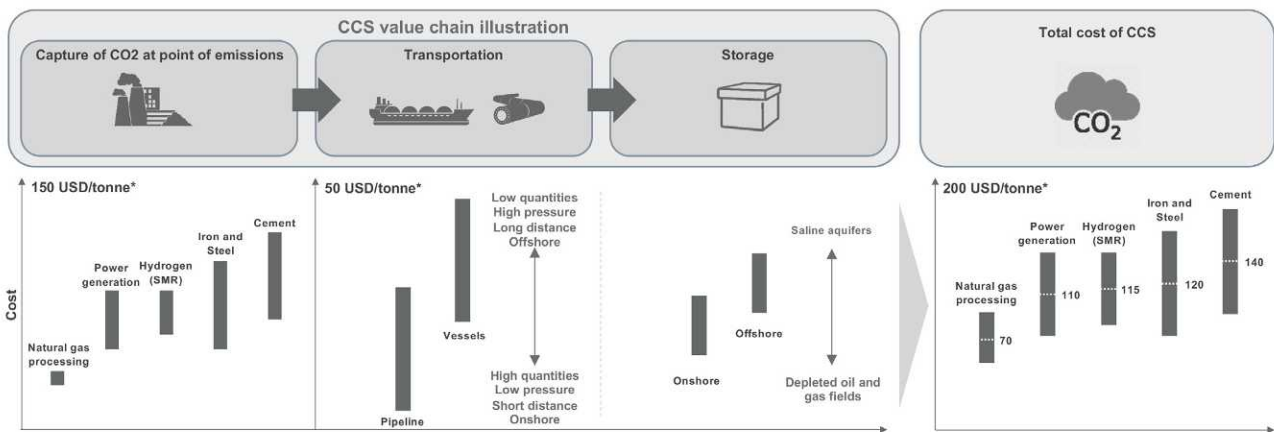 CCS value chain illustration
Capture of CO2 at point of emissions
Transportation
Storage
Total cost of CCS
CO2
150 USD/tonne*
Cost
Natural gas
processing
Power
generation
Hydrogen
(SMR)
Iron and
Steel
Cement
50 USD/tonne*
Pipeline
Vessels
Low quantities
High pressure
Long distance
Offshore
High quantities
Low pressure
Short distance
Onshore
Onshore
Offshore
Saline aquifers
Depleted oil and
gas fields
200 USD/tonne*
Natural gas
processing
70
Power
generation
110
Hydrogen
(SMR)
115
Iron and
Steel
120
Cement
140